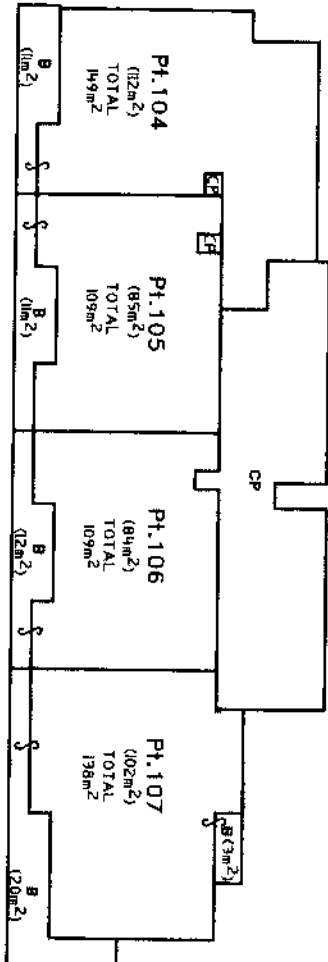 Pt.104
(112m²)
TOTAL
149m²
B
(11m²)
CP
CP
Pt.105
(85m²)
TOTAL
109m²
B
(11m²)
CP
Pt.106
(84m²)
TOTAL
109m²
B
(12m²)
Pt.107
(102m²)
TOTAL
138m²
B(3m²)
B
(20m²)